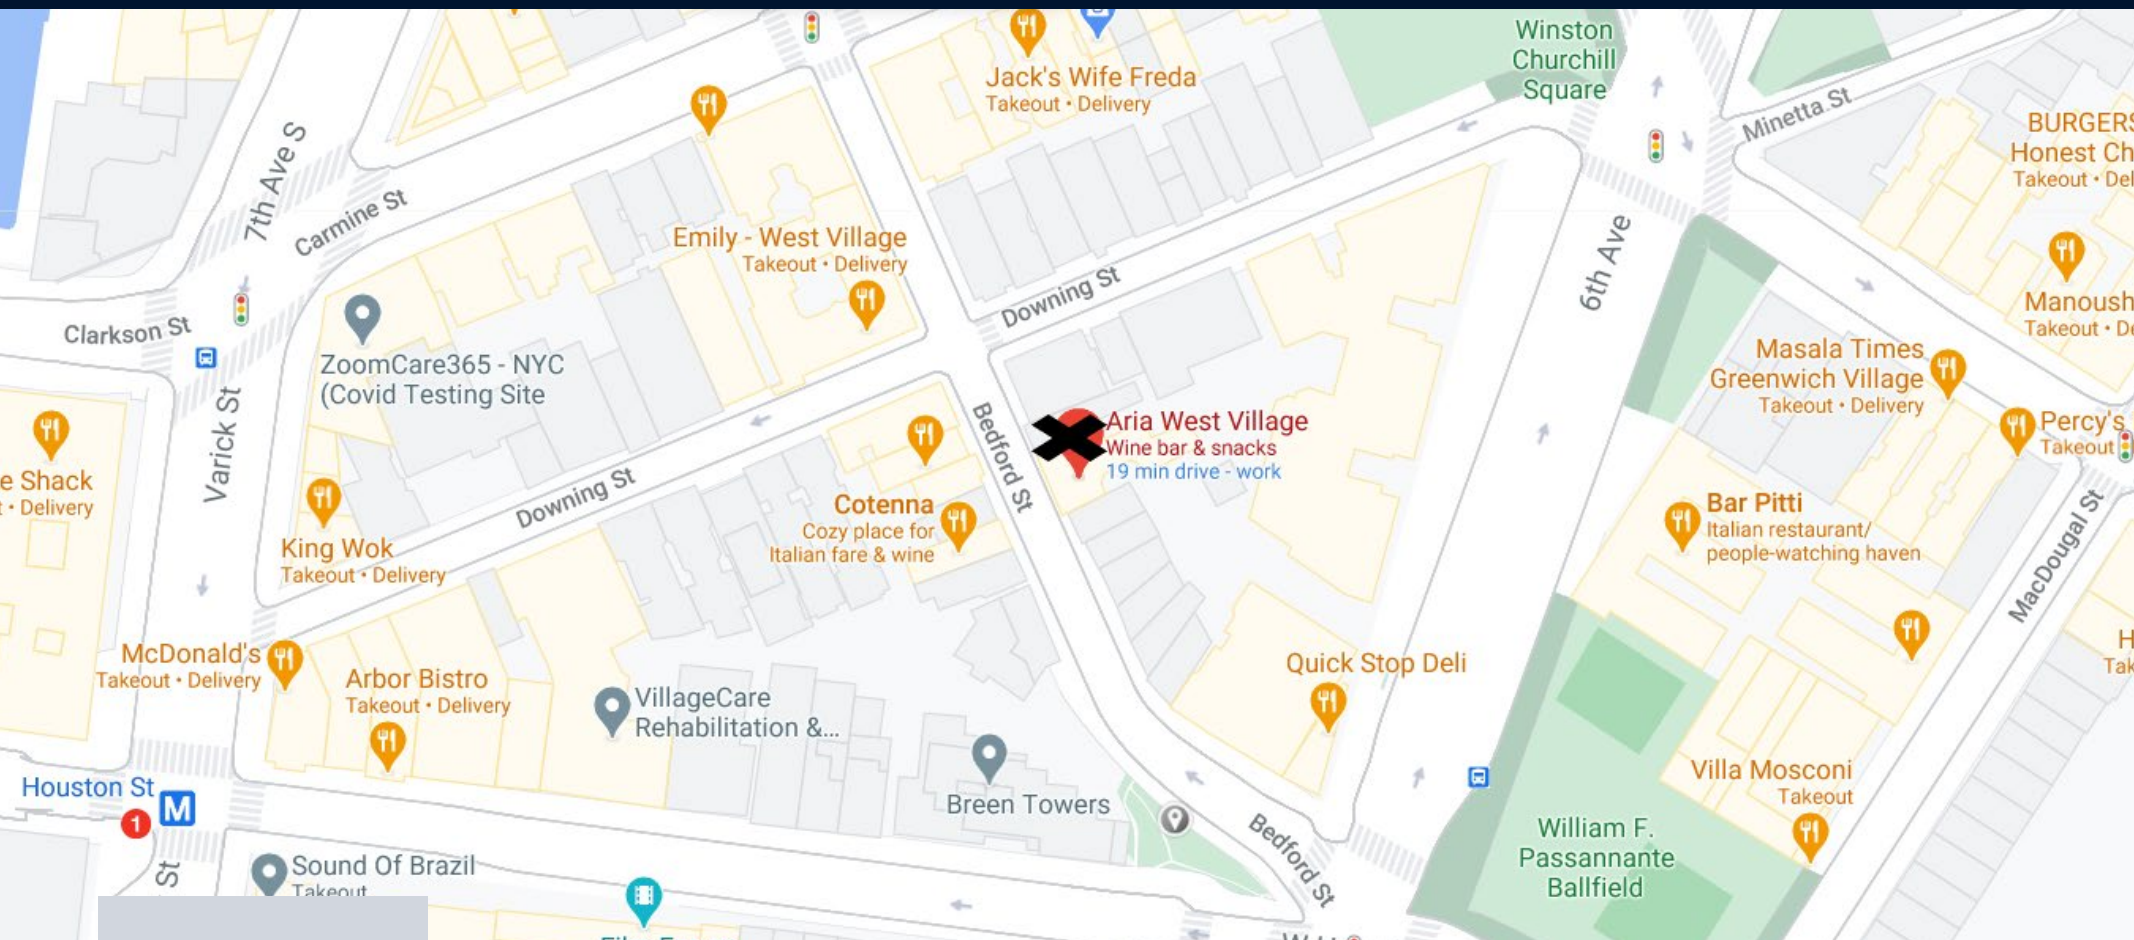 Winston
Churchill
Square
Jack's Wife Freda
Takeout • Delivery
Minetta St
BURGERS
Honest Ch
Takeout • Del
7th Ave S
Carmine St
Emily - West Village
Takeout • Delivery
Downing St
6th Ave
Manoush
Takeout • De
Clarkson St
ZoomCare365 - NYC
(Covid Testing Site
Masala Times
Greenwich Village
Takeout • Delivery
Varick St
Bedford St
Aria West Village
Wine bar & snacks
19 min drive - work
Percy's
Takeout
e Shack
t • Delivery
Downing St
Cotenna
Cozy place for
Italian fare & wine
Bar Pitti
Italian restaurant/
people-watching haven
MacDougal St
King Wok
Takeout • Delivery
McDonald's
Takeout • Delivery
Arbor Bistro
Takeout • Delivery
Quick Stop Deli
H
Tak
VillageCare
Rehabilitation &...
Houston St
M
1
Breen Towers
Villa Mosconi
Takeout
Bedford St
William F.
Passannante
Ballfield
St
Sound Of Brazil
Takeout